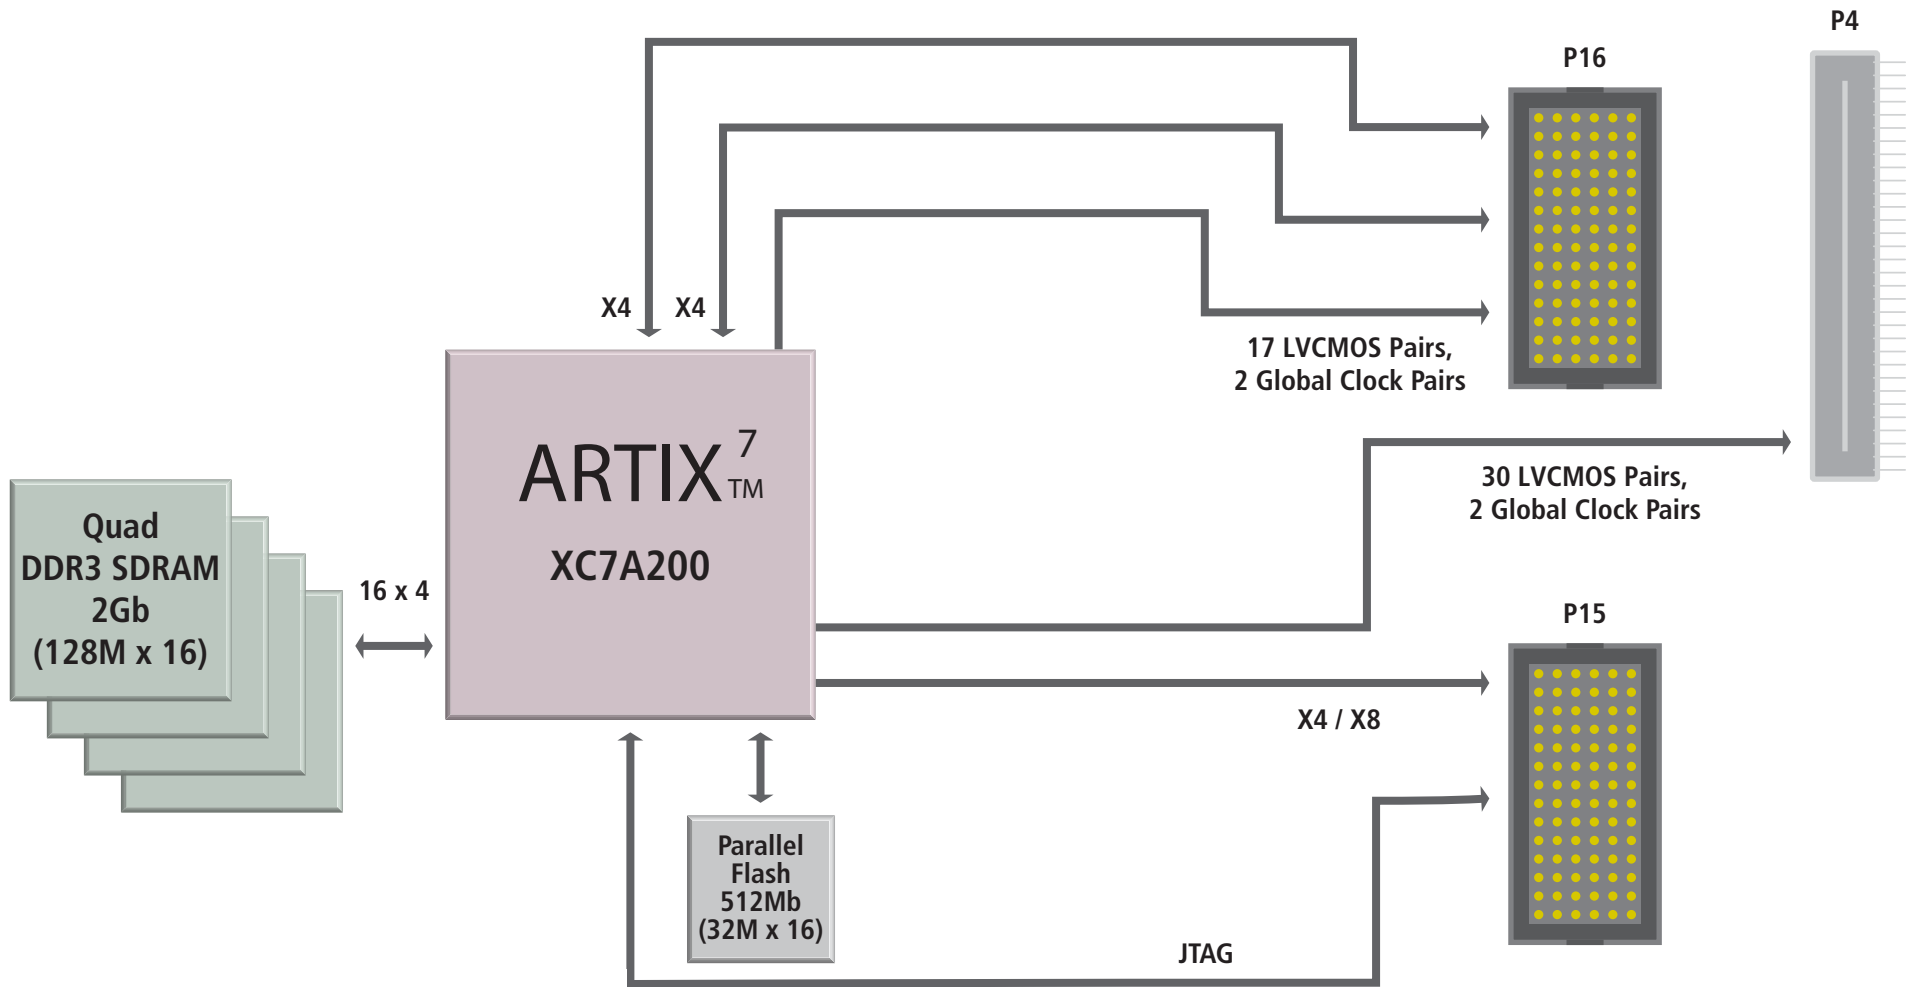 P4
P16
X4
X4
17 LVCMOS Pairs,
2 Global Clock Pairs
ARTIX 7
TM
XC7A200
30 LVCMOS Pairs,
2 Global Clock Pairs
Quad
DDR3 SDRAM
2Gb
(128M x 16)
16 x 4
P15
X4 / X8
Parallel
Flash
512Mb
(32M x 16)
JTAG